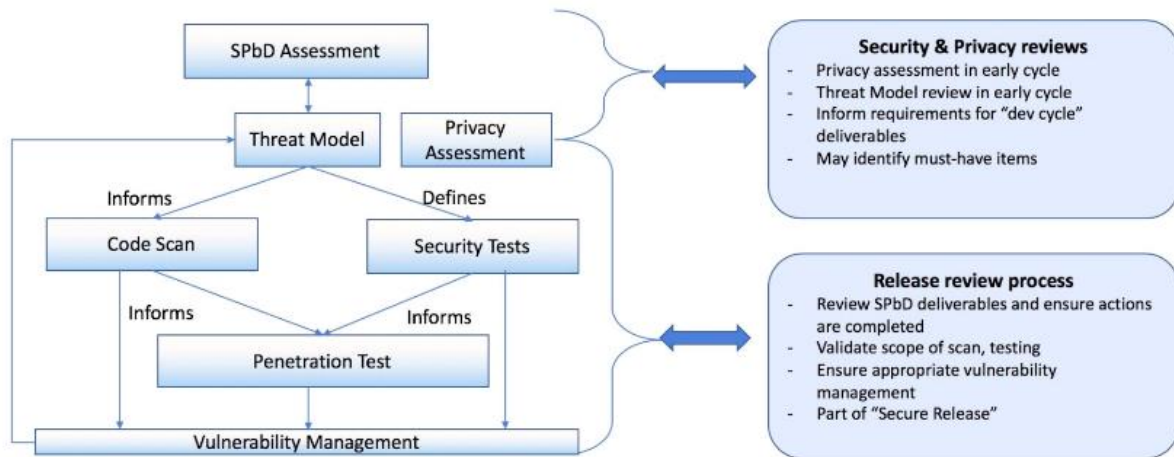 SPbD Assessment
Threat Model
Privacy
Assessment
Informs
Defines
Code Scan
Security Tests
Informs
Informs
Penetration Test
Vulnerability Management
Security & Privacy reviews
- Privacy assessment in early cycle
- Threat Model review in early cycle
- Inform requirements for “dev cycle”
deliverables
- May identify must-have items
Release review process
- Review SPbD deliverables and ensure actions
are completed
- Validate scope of scan, testing
- Ensure appropriate vulnerability
management
- Part of “Secure Release”